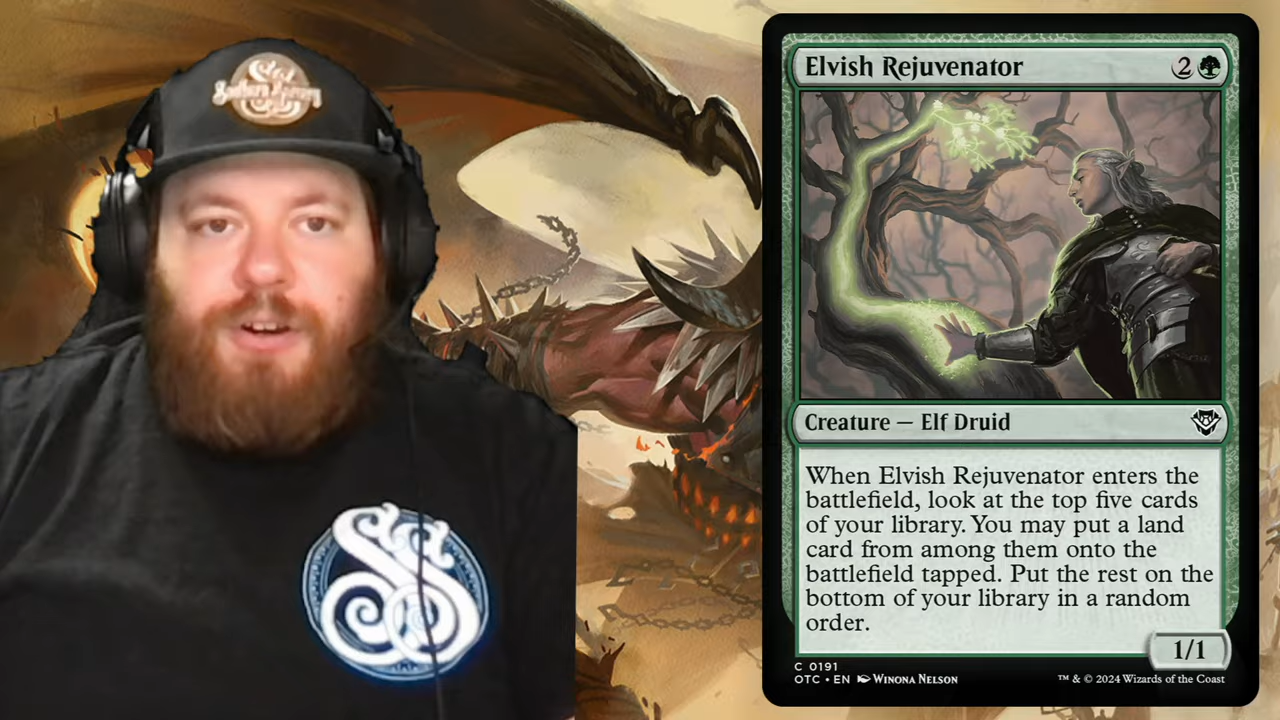 Elvish Rejuvenator 2
Creature — Elf Druid
When Elvish Rejuvenator enters the
battlefield, look at the top five cards
of your library. You may put a land
card from among them onto the
battlefield tapped. Put the rest on the
bottom of your library in a random
order.
1/1
C 0191
OTC • EN Winona Nelson
™ & © 2024 Wizards of the Coast